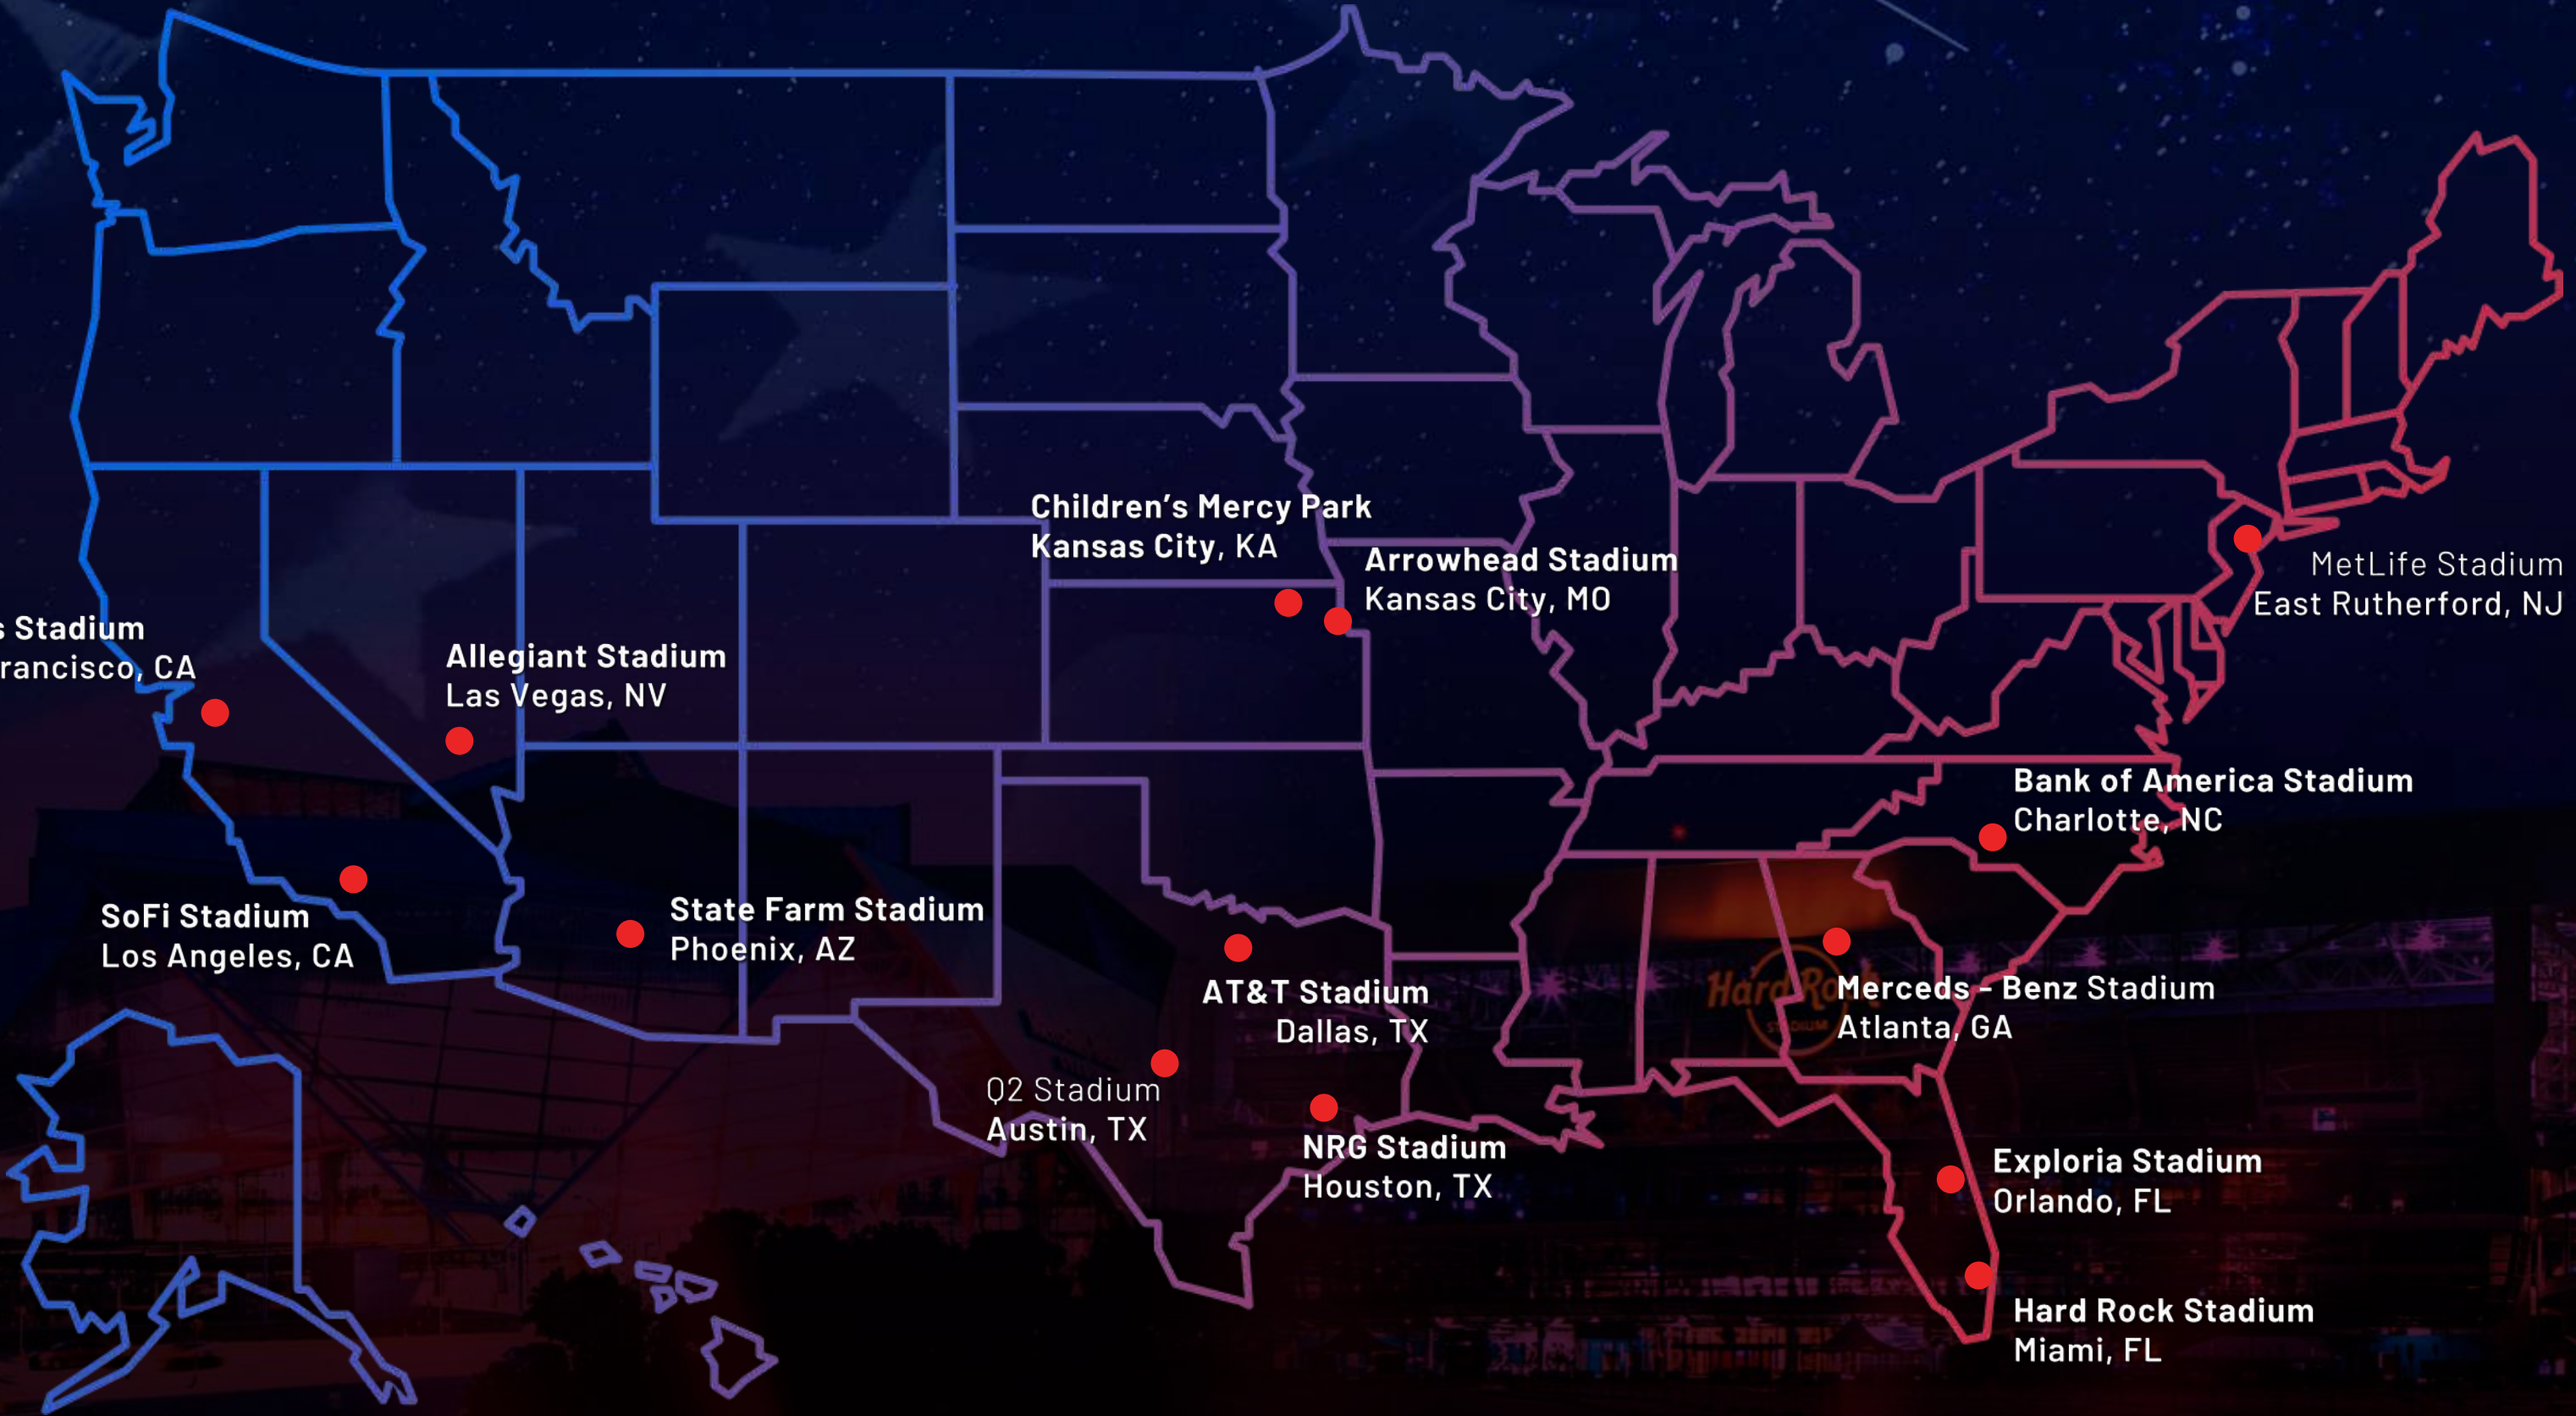 Children's Mercy Park
Kansas City, KA
Arrowhead Stadium
Kansas City, MO
MetLife Stadium
East Rutherford, NJ
s Stadium
rancisco, CA
Allegiant Stadium
Las Vegas, NV
Bank of America Stadium
Charlotte, NC
SoFi Stadium
Los Angeles, CA
State Farm Stadium
Phoenix, AZ
AT&T Stadium
Dallas, TX
Hard Rock
STADIUM
Merceds - Benz Stadium
Atlanta, GA
Q2 Stadium
Austin, TX
NRG Stadium
Houston, TX
Exploria Stadium
Orlando, FL
Hard Rock Stadium
Miami, FL